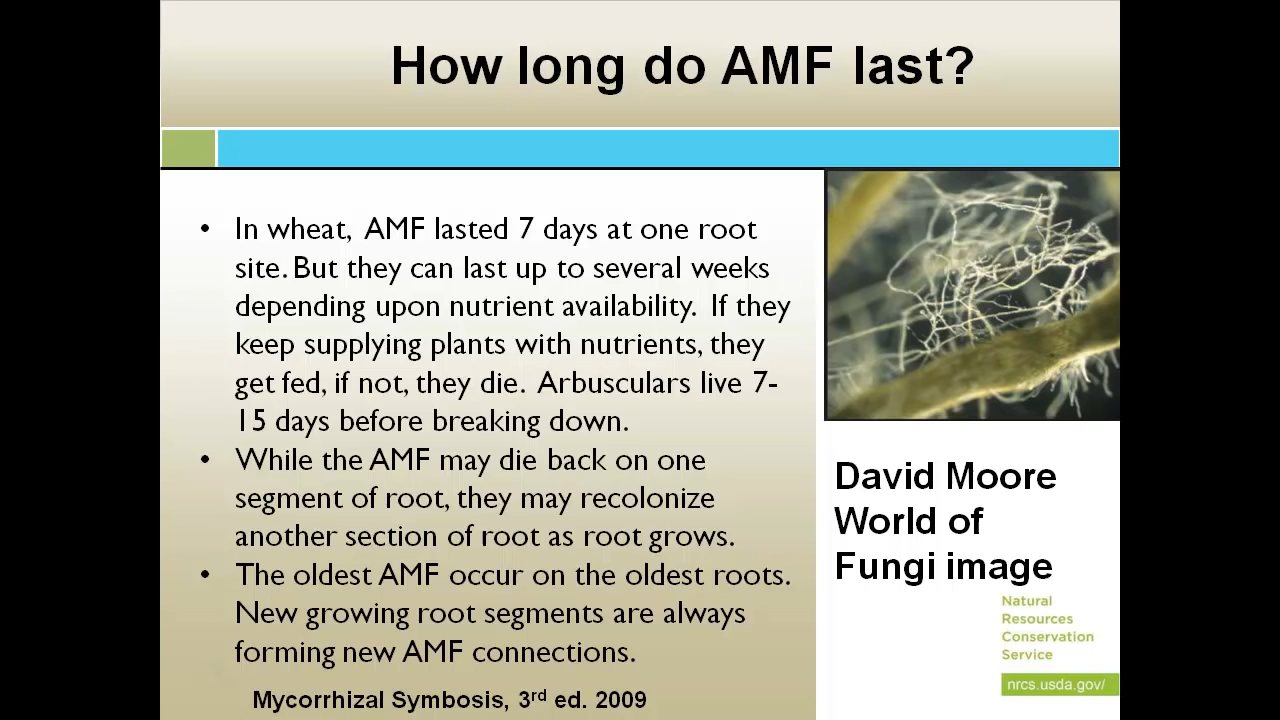 How long do AMF last?
• In wheat, AMF lasted 7 days at one root
site. But they can last up to several weeks
depending upon nutrient availability. If they
keep supplying plants with nutrients, they
get fed, if not, they die. Arbusculars live 7-
15 days before breaking down.
• While the AMF may die back on one
segment of root, they may recolonize
another section of root as root grows.
• The oldest AMF occur on the oldest roots.
New growing root segments are always
forming new AMF connections.
Mycorrhizal Symbosis, 3rd ed. 2009
David Moore
World of
Fungi image
Natural
Resources
Conservation
Service
nrcs.usda.gov/